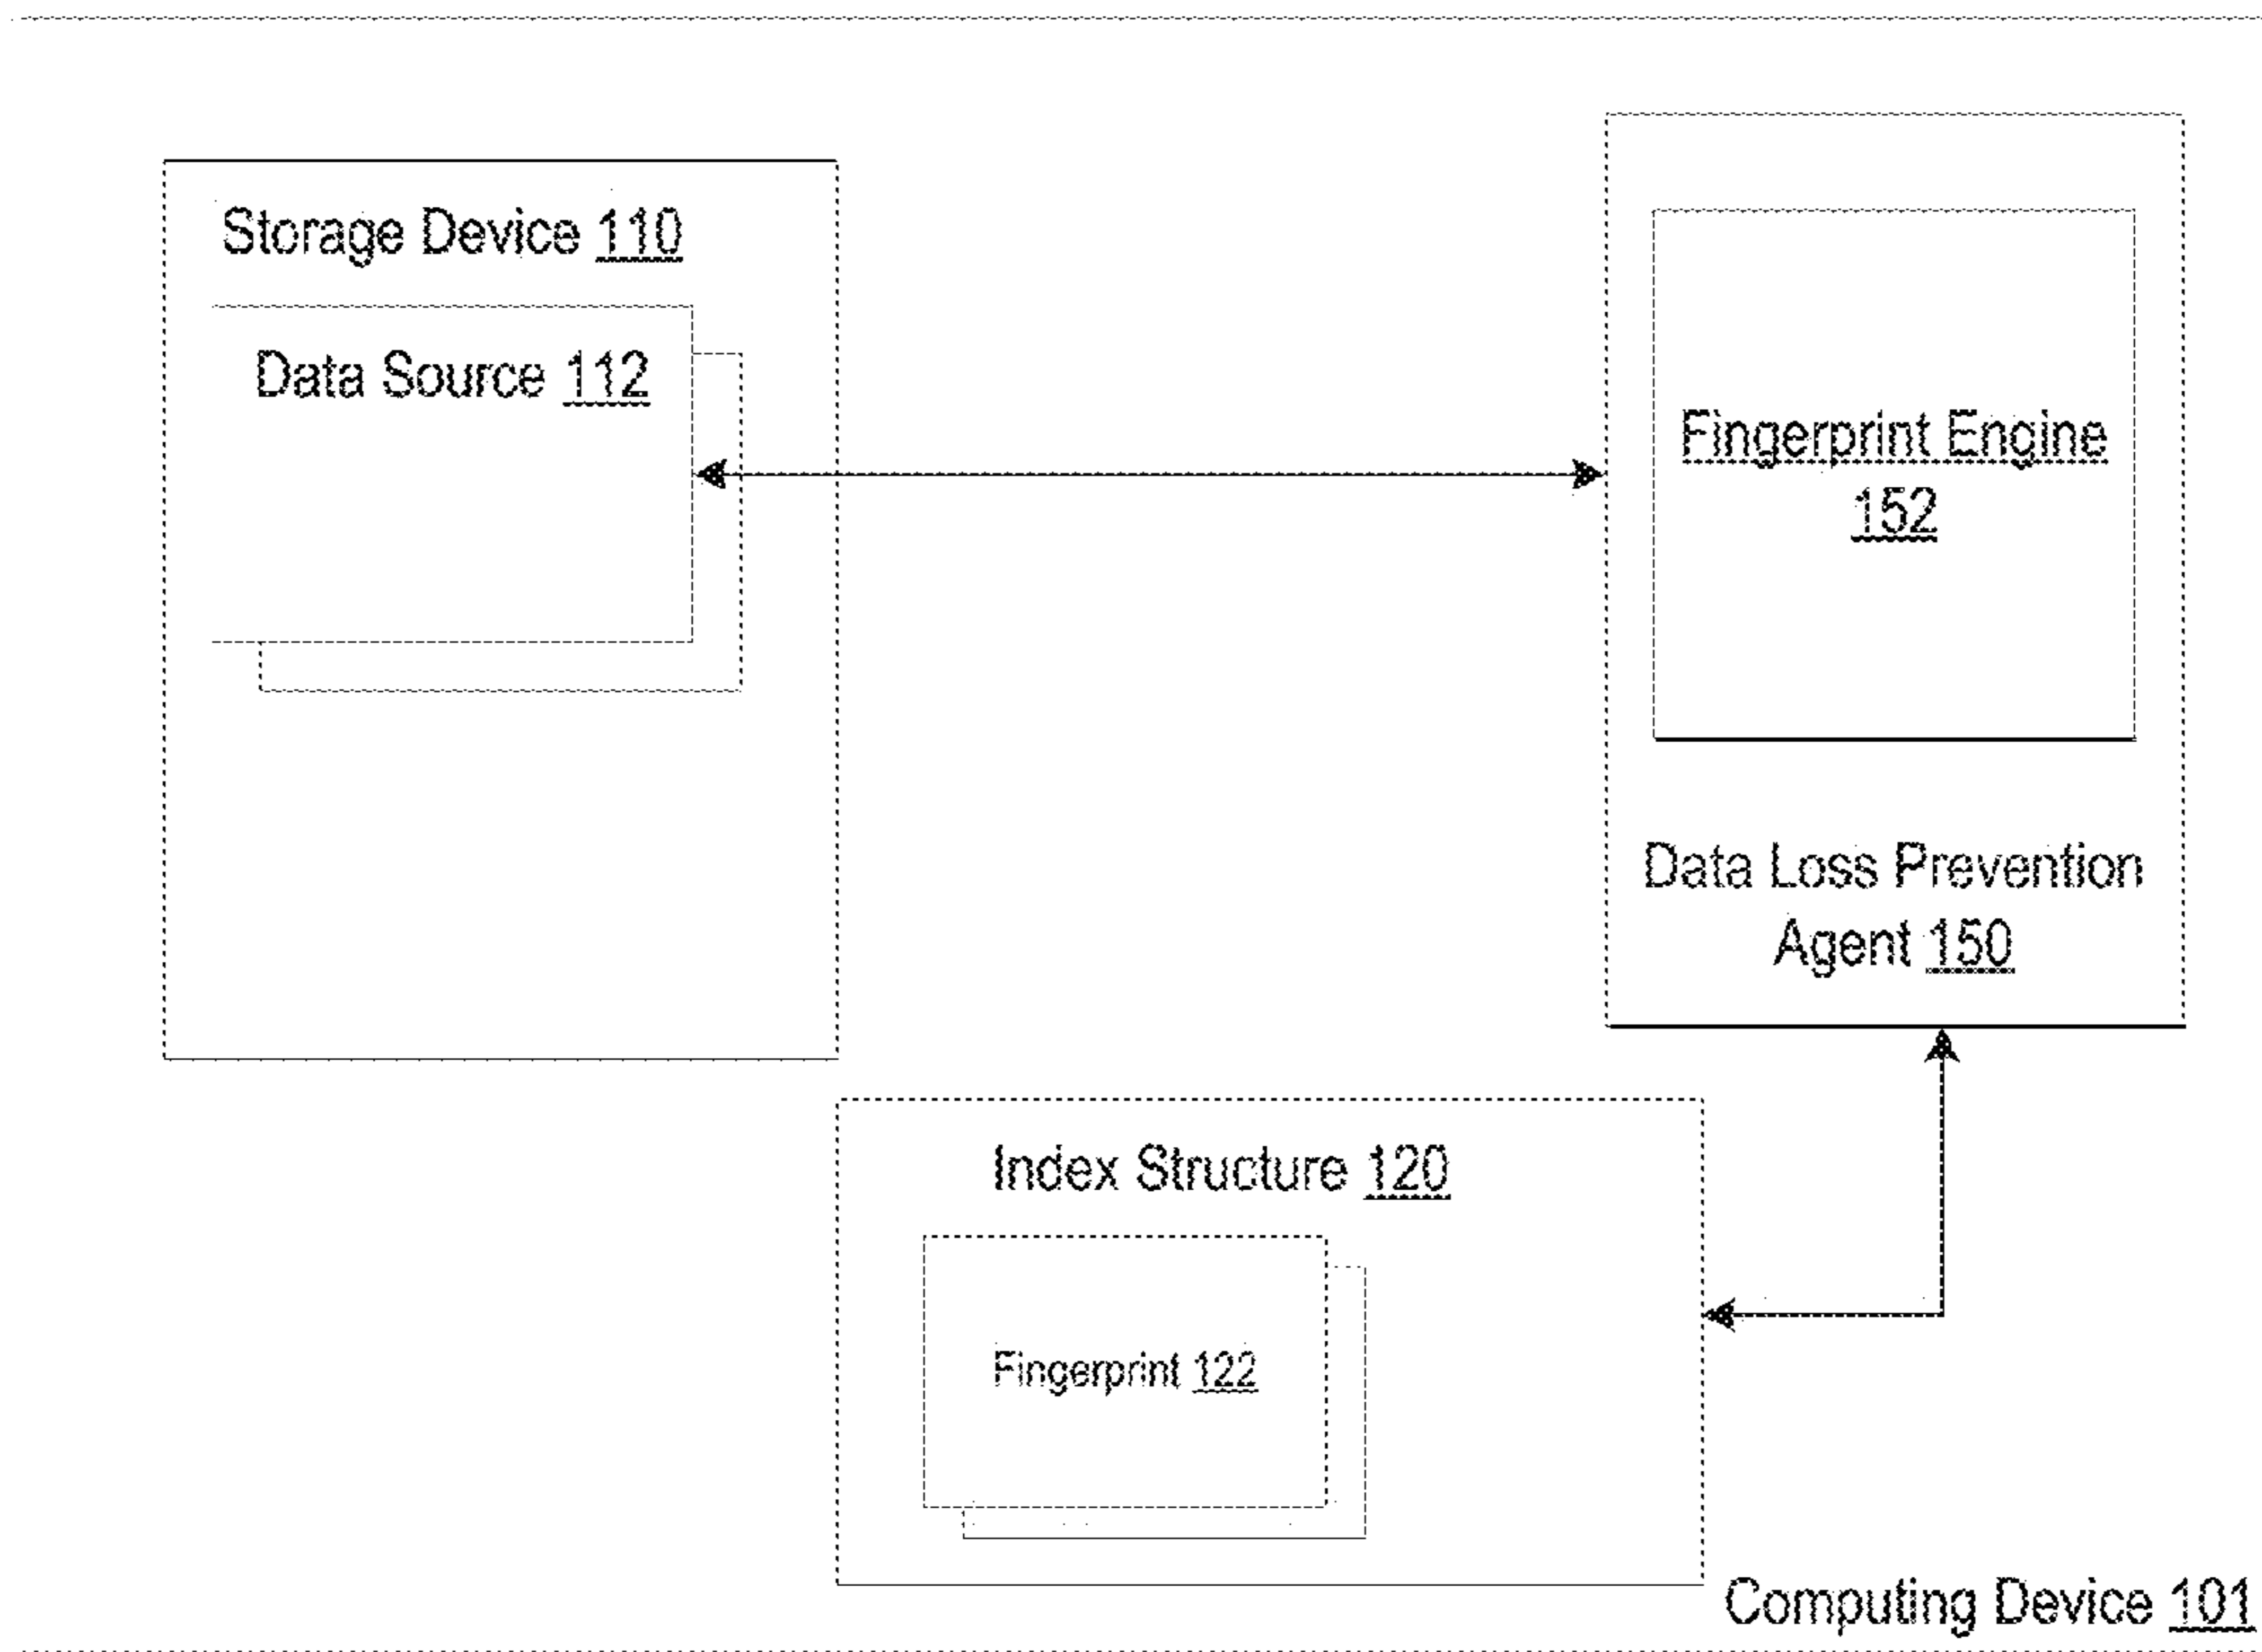 Storage Device 110
Data Source 112
Fingerprint Engine
152
Data Loss Prevention
Agent 150
Index Structure 120
Fingerprint 122
Computing Device 101